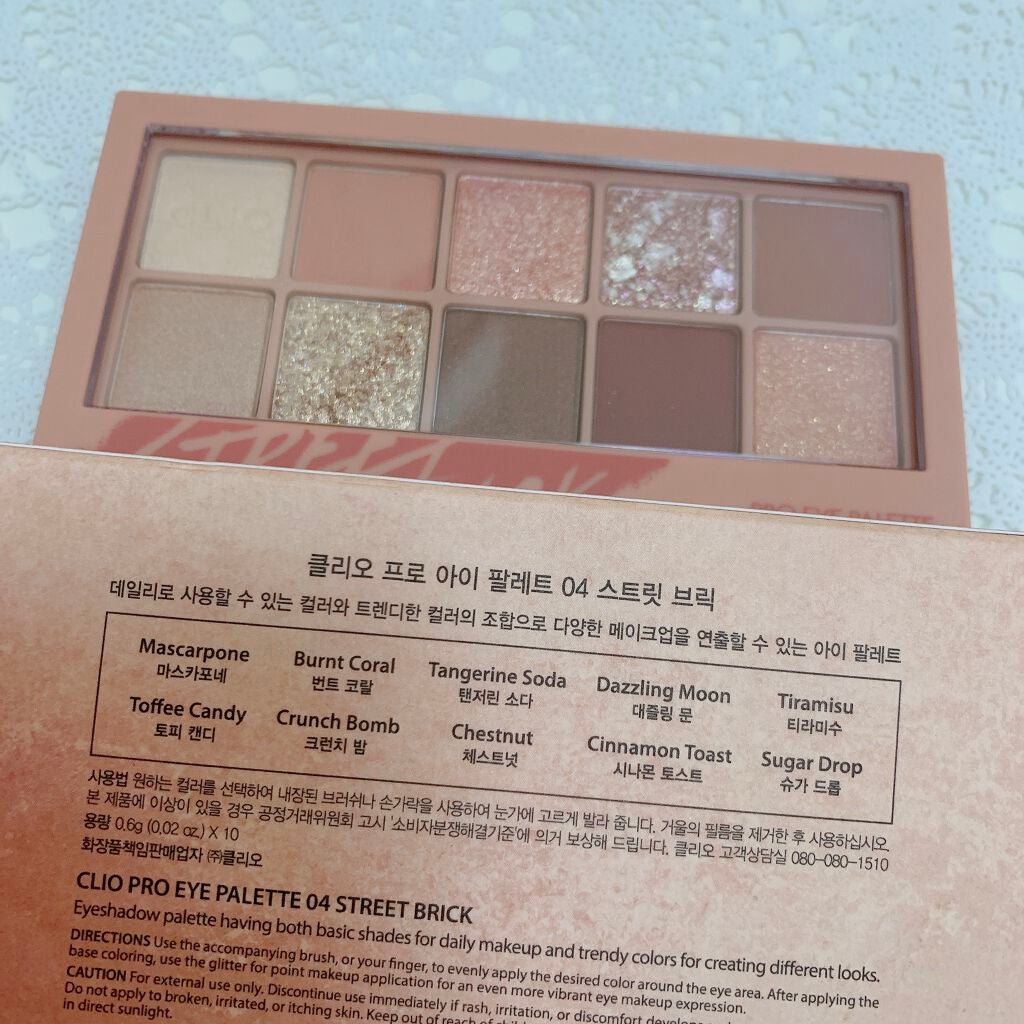 PRO EYE PALETTE
클리오 프로 아이 팔레트 04 스트릿 브릭
데일리로 사용할 수 있는 컬러와 트렌디한 컬러의 조합으로 다양한 메이크업을 연출할 수 있는 아이 팔레트
Mascarpone Burnt Coral Tangerine Soda Dazzling Moon Tiramisu
마스카포네 번트 코랄 탠저린 소다 대즐링 문 티라미수
Toffee Candy Crunch Bomb Chestnut Cinnamon Toast Sugar Drop
토피 캔디 크런치 밤 체스트넛 시나몬 토스트 슈가 드롭
사용법 원하는 컬러를 선택하여 내장된 브러쉬나 손가락을 사용하여 눈가에 고르게 발라 줍니다. 거울의 필름을 제거한 후 사용하십시오.
본 제품에 이상이 있을 경우 공정거래위원회 고시 '소비자분쟁해결기준'에 의거 보상해 드립니다. 클리오 고객상담실 080-080-1510
용량 0.6g (0.02 oz.) X 10
화장품책임판매업자 ㈜클리오
CLIO PRO EYE PALETTE 04 STREET BRICK
Eyeshadow palette having both basic shades for daily makeup and trendy colors for creating different looks.
DIRECTIONS Use the accompanying brush, or your finger, to evenly apply the desired color around the eye area. After applying the
base coloring, use the glitter for point makeup application for an even more vibrant eye makeup expression.
CAUTION For external use only. Discontinue use immediately if rash, irritation, or discomfort
Do not apply to broken, irritated, or itching skin. Keep out of reach of
in direct sunlight.